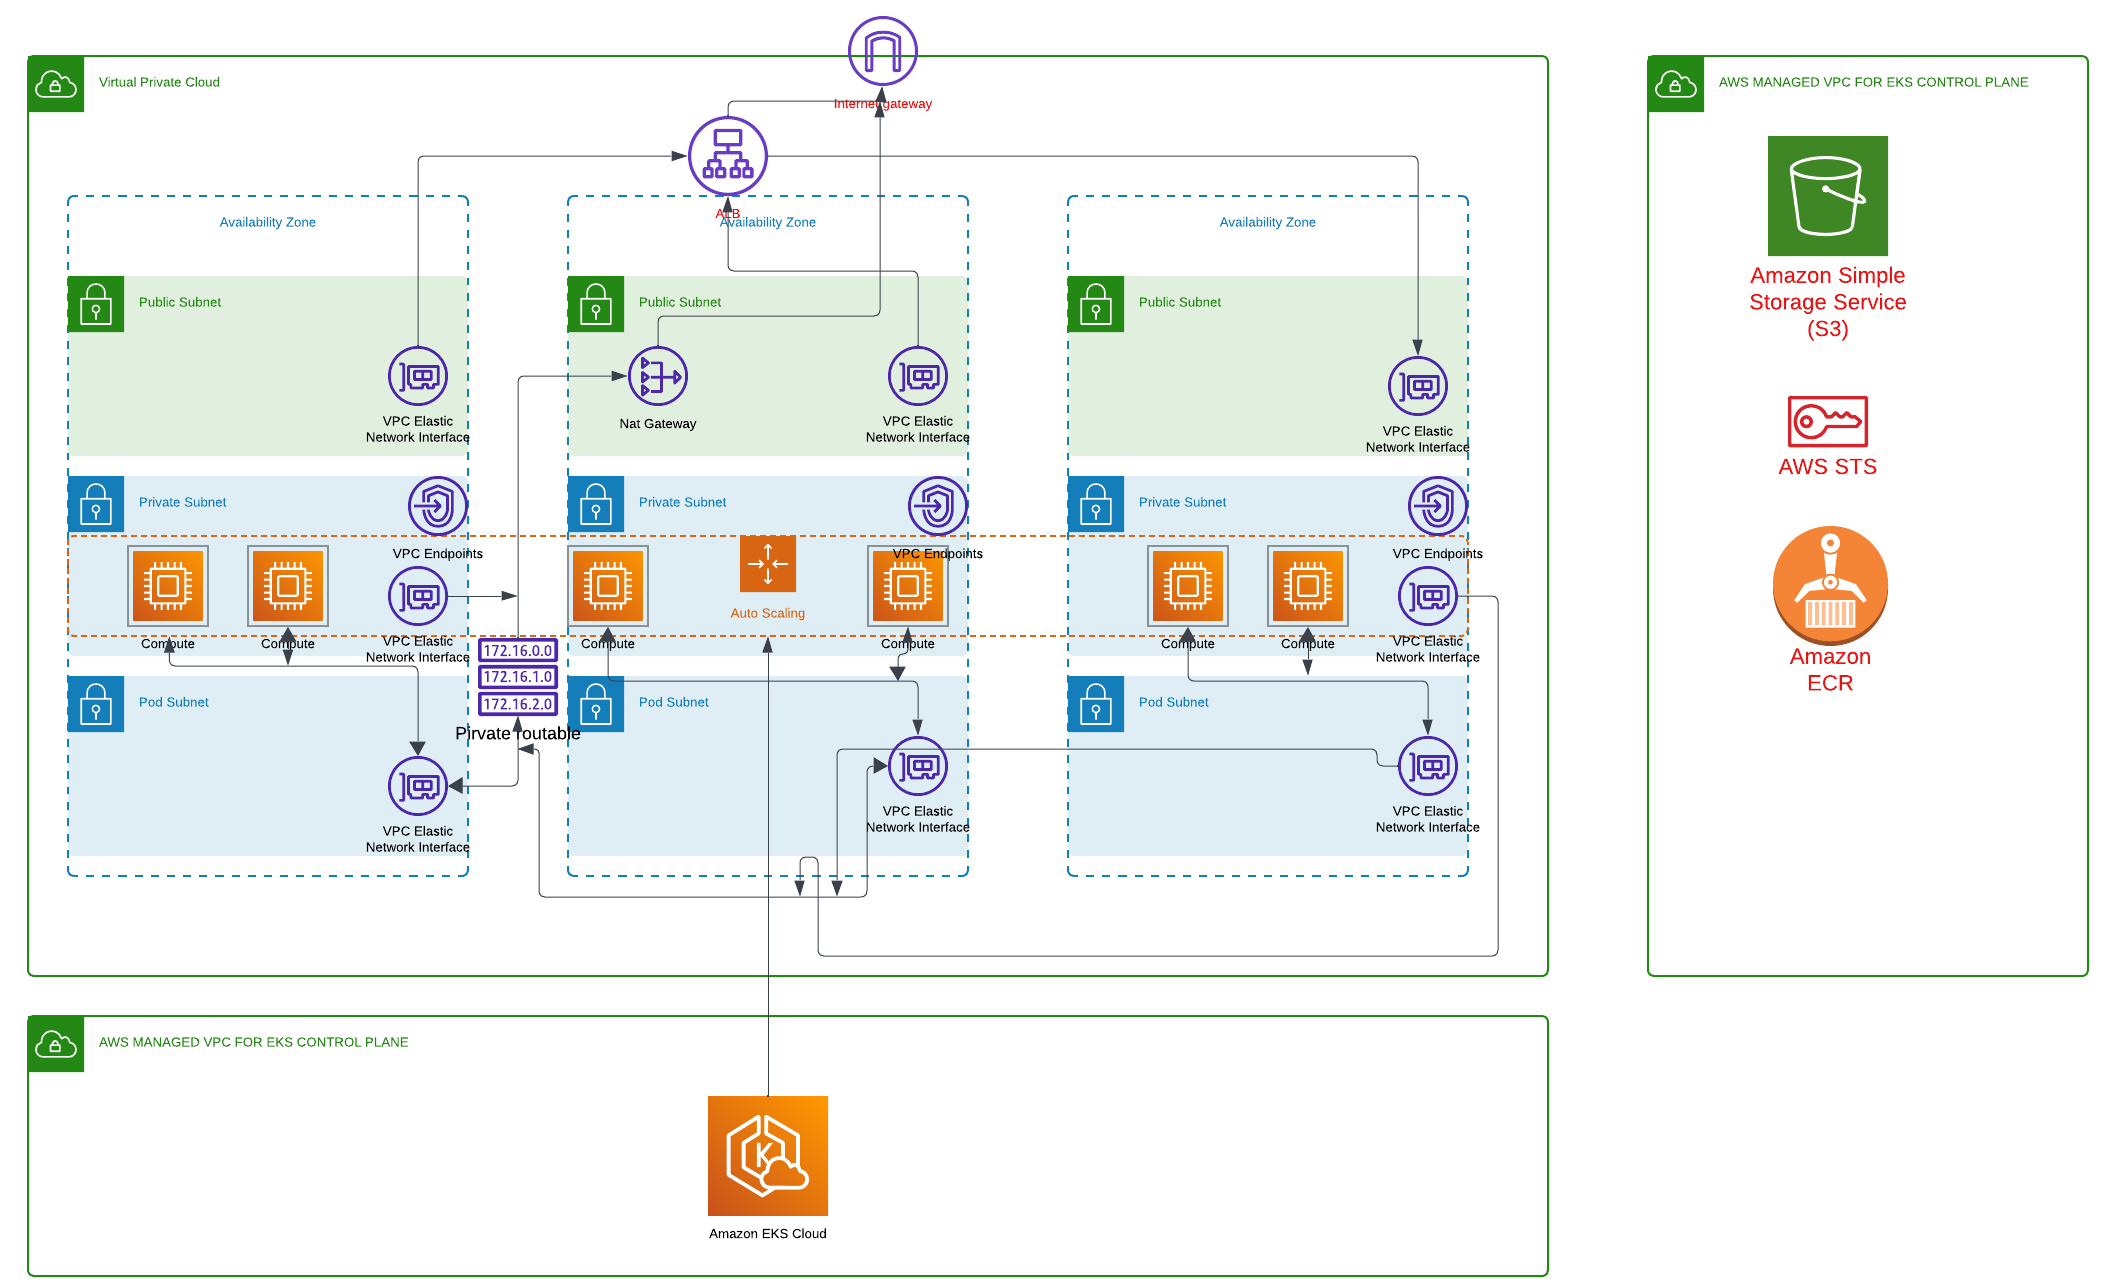 Virtual Private Cloud
Internet gateway
ALB
Availability Zone
Availability Zone
Availability Zone
Public Subnet
Public Subnet
Public Subnet
VPC Elastic
Network Interface
Nat Gateway
VPC Elastic
Network Interface
VPC Elastic
Network Interface
Private Subnet
Private Subnet
Private Subnet
VPC Endpoints
VPC Endpoints
VPC Endpoints
Auto Scaling
Compute
Compute
VPC Elastic
Network Interface
Compute
Compute
Compute
Compute
VPC Elastic
Network Interface
172.16.0.0
172.16.1.0
172.16.2.0
Pirvate routable
Pod Subnet
Pod Subnet
Pod Subnet
VPC Elastic
Network Interface
VPC Elastic
Network Interface
VPC Elastic
Network Interface
AWS MANAGED VPC FOR EKS CONTROL PLANE
K
Amazon EKS Cloud
AWS MANAGED VPC FOR EKS CONTROL PLANE
Amazon Simple
Storage Service
(S3)
AWS STS
Amazon
ECR